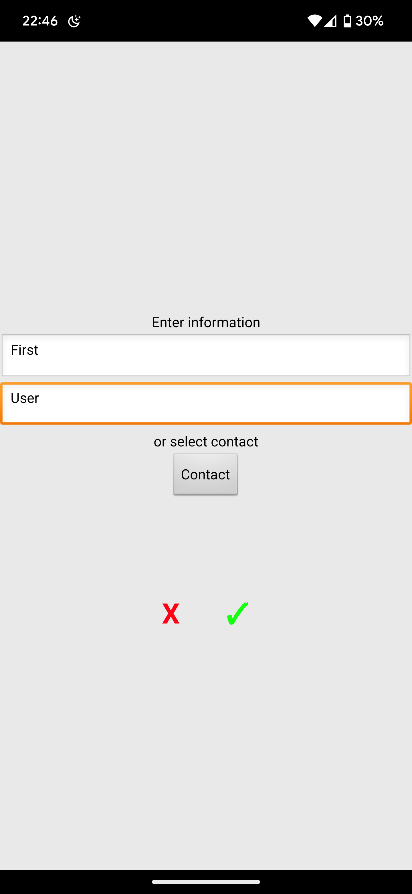 22:46
30%
Enter information
First
User
or select contact
Contact
X ✓